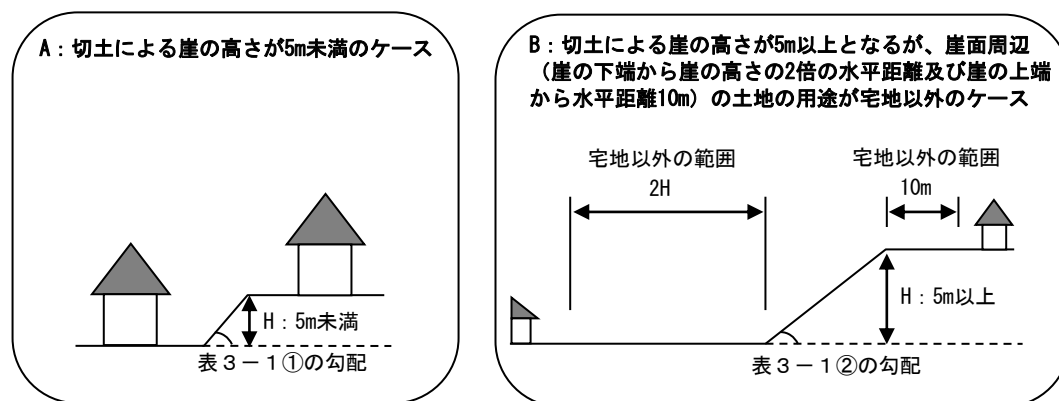 A：切土による崖の高さが5m未満のケース
H：5m未満
表３－１①の勾配
B：切土による崖の高さが5m以上となるが、崖面周辺
（崖の下端から崖の高さの2倍の水平距離及び崖の上端
から水平距離10m）の土地の用途が宅地以外のケース
宅地以外の範囲
2H
宅地以外の範囲
10m
H：5m以上
表３－１②の勾配